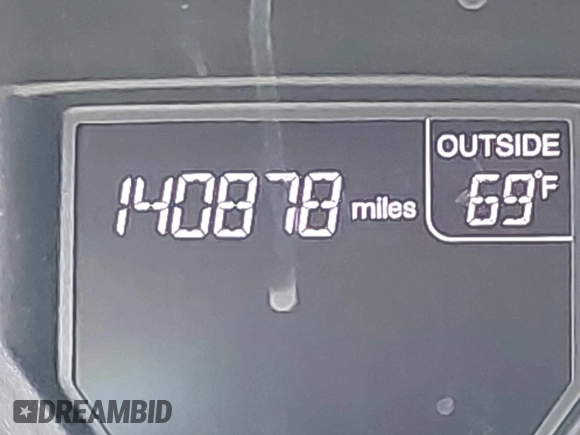 OUTSIDE
140878 miles 69°F
DREAMBID